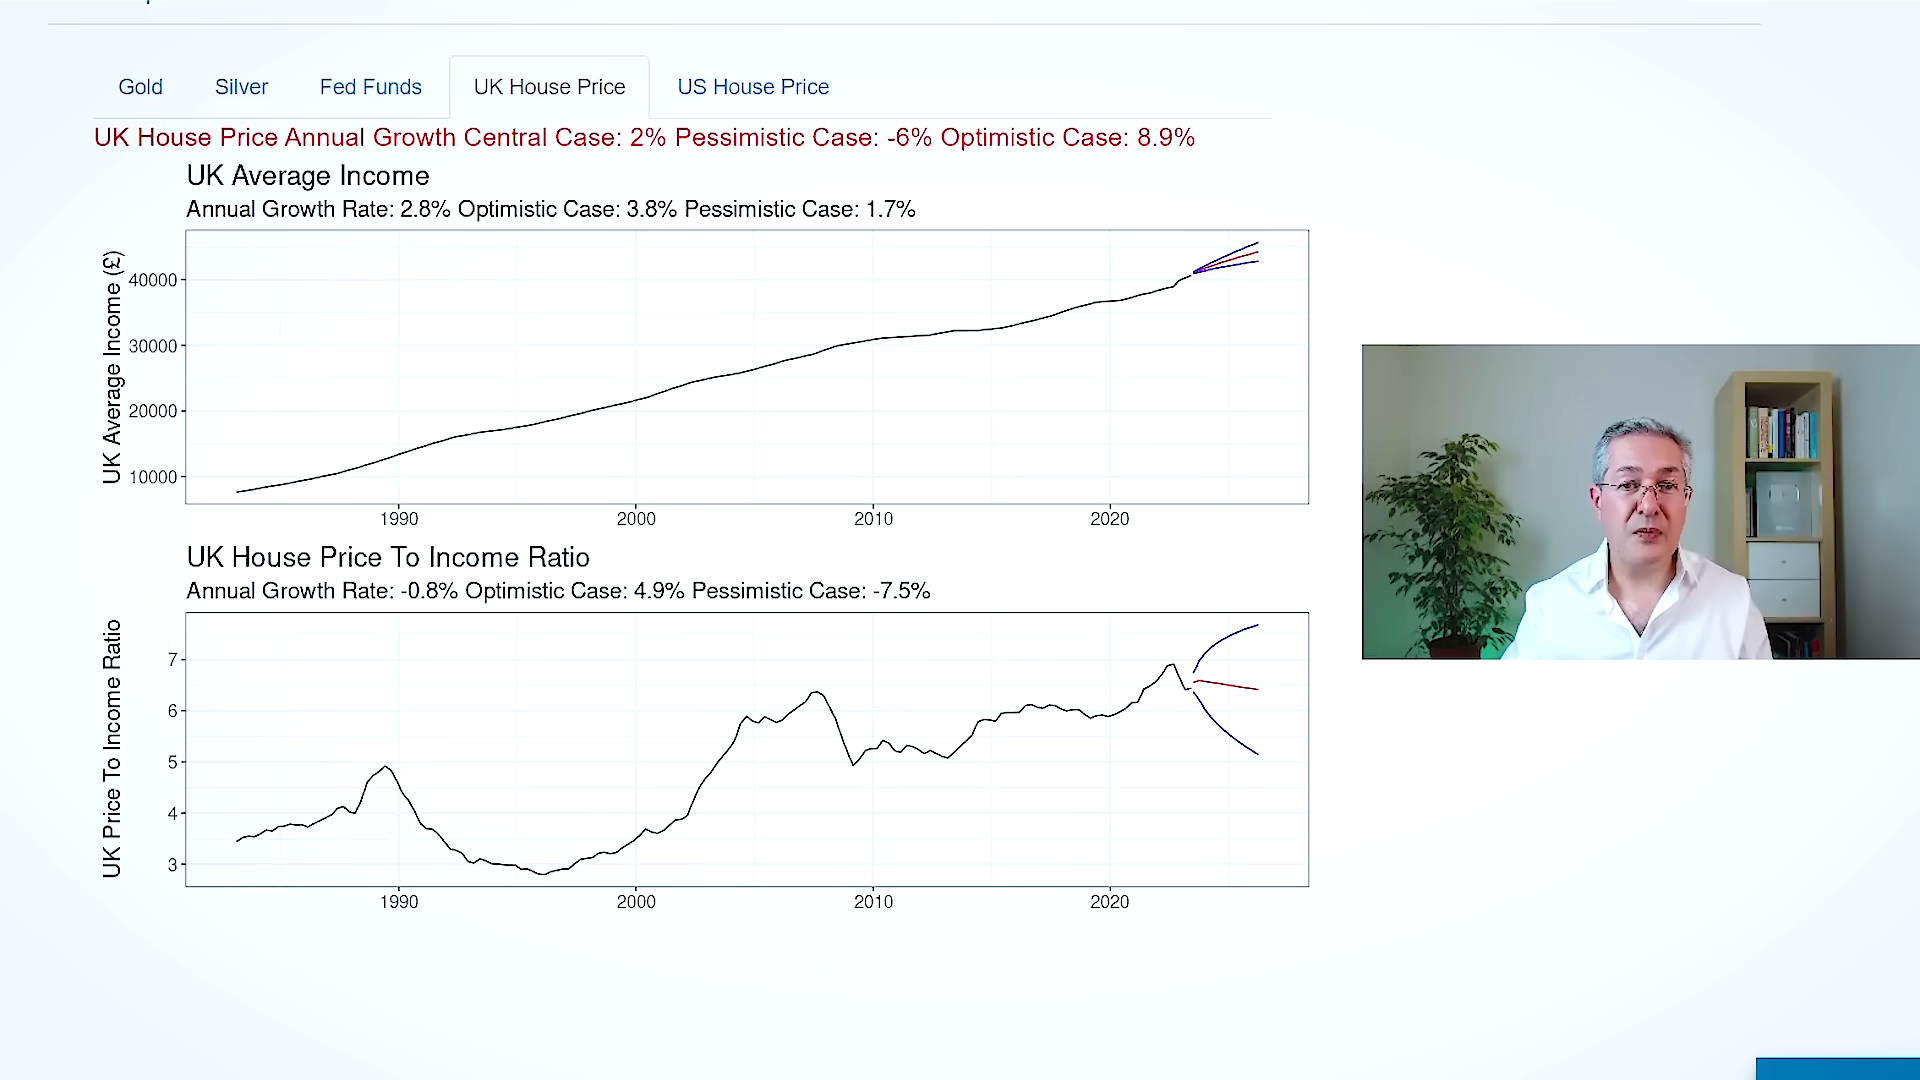 Gold Silver Fed Funds UK House Price US House Price
UK House Price Annual Growth Central Case: 2% Pessimistic Case: -6% Optimistic Case: 8.9%
UK Average Income
Annual Growth Rate: 2.8% Optimistic Case: 3.8% Pessimistic Case: 1.7%
UK Average Income (£)
40000
30000
20000
10000
1990 2000 2010 2020
UK House Price To Income Ratio
Annual Growth Rate: -0.8% Optimistic Case: 4.9% Pessimistic Case: -7.5%
UK Price To Income Ratio
7
6
5
4
3
1990 2000 2010 2020